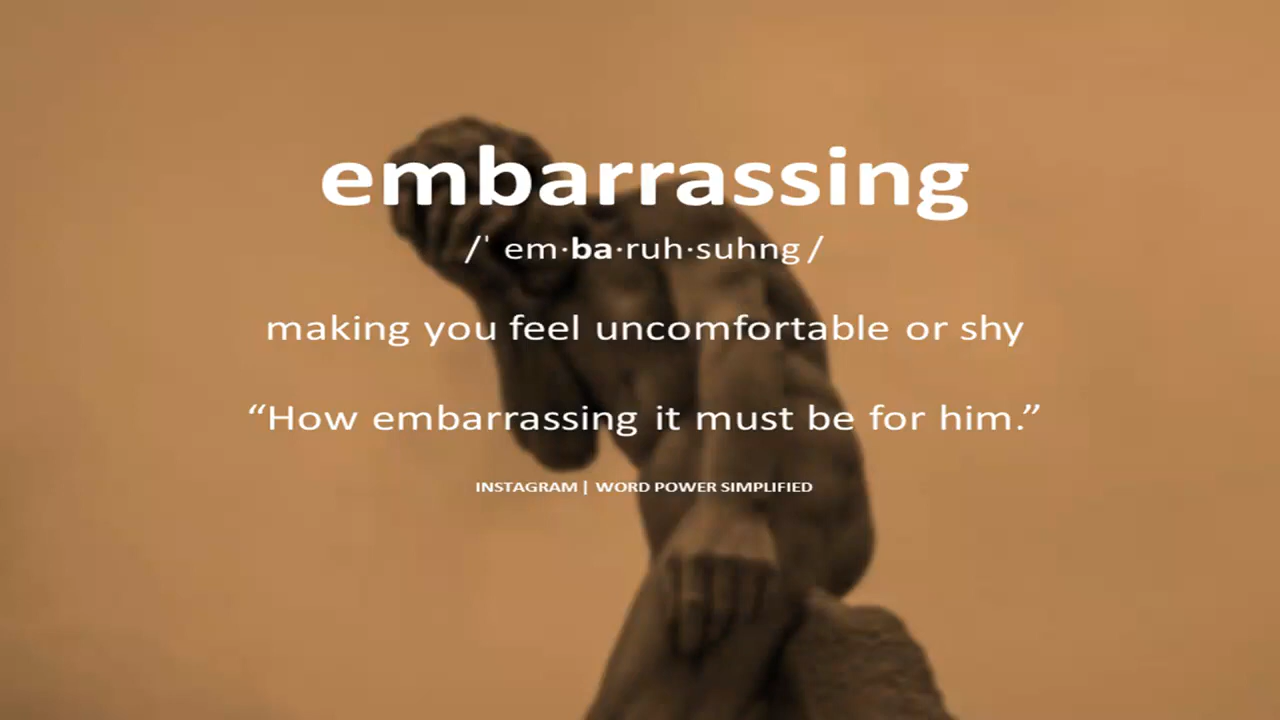 embarrassing
/ˈ em·ba·ruh·suhng /
making you feel uncomfortable or shy
“How embarrassing it must be for him.”
INSTAGRAM | WORD POWER SIMPLIFIED